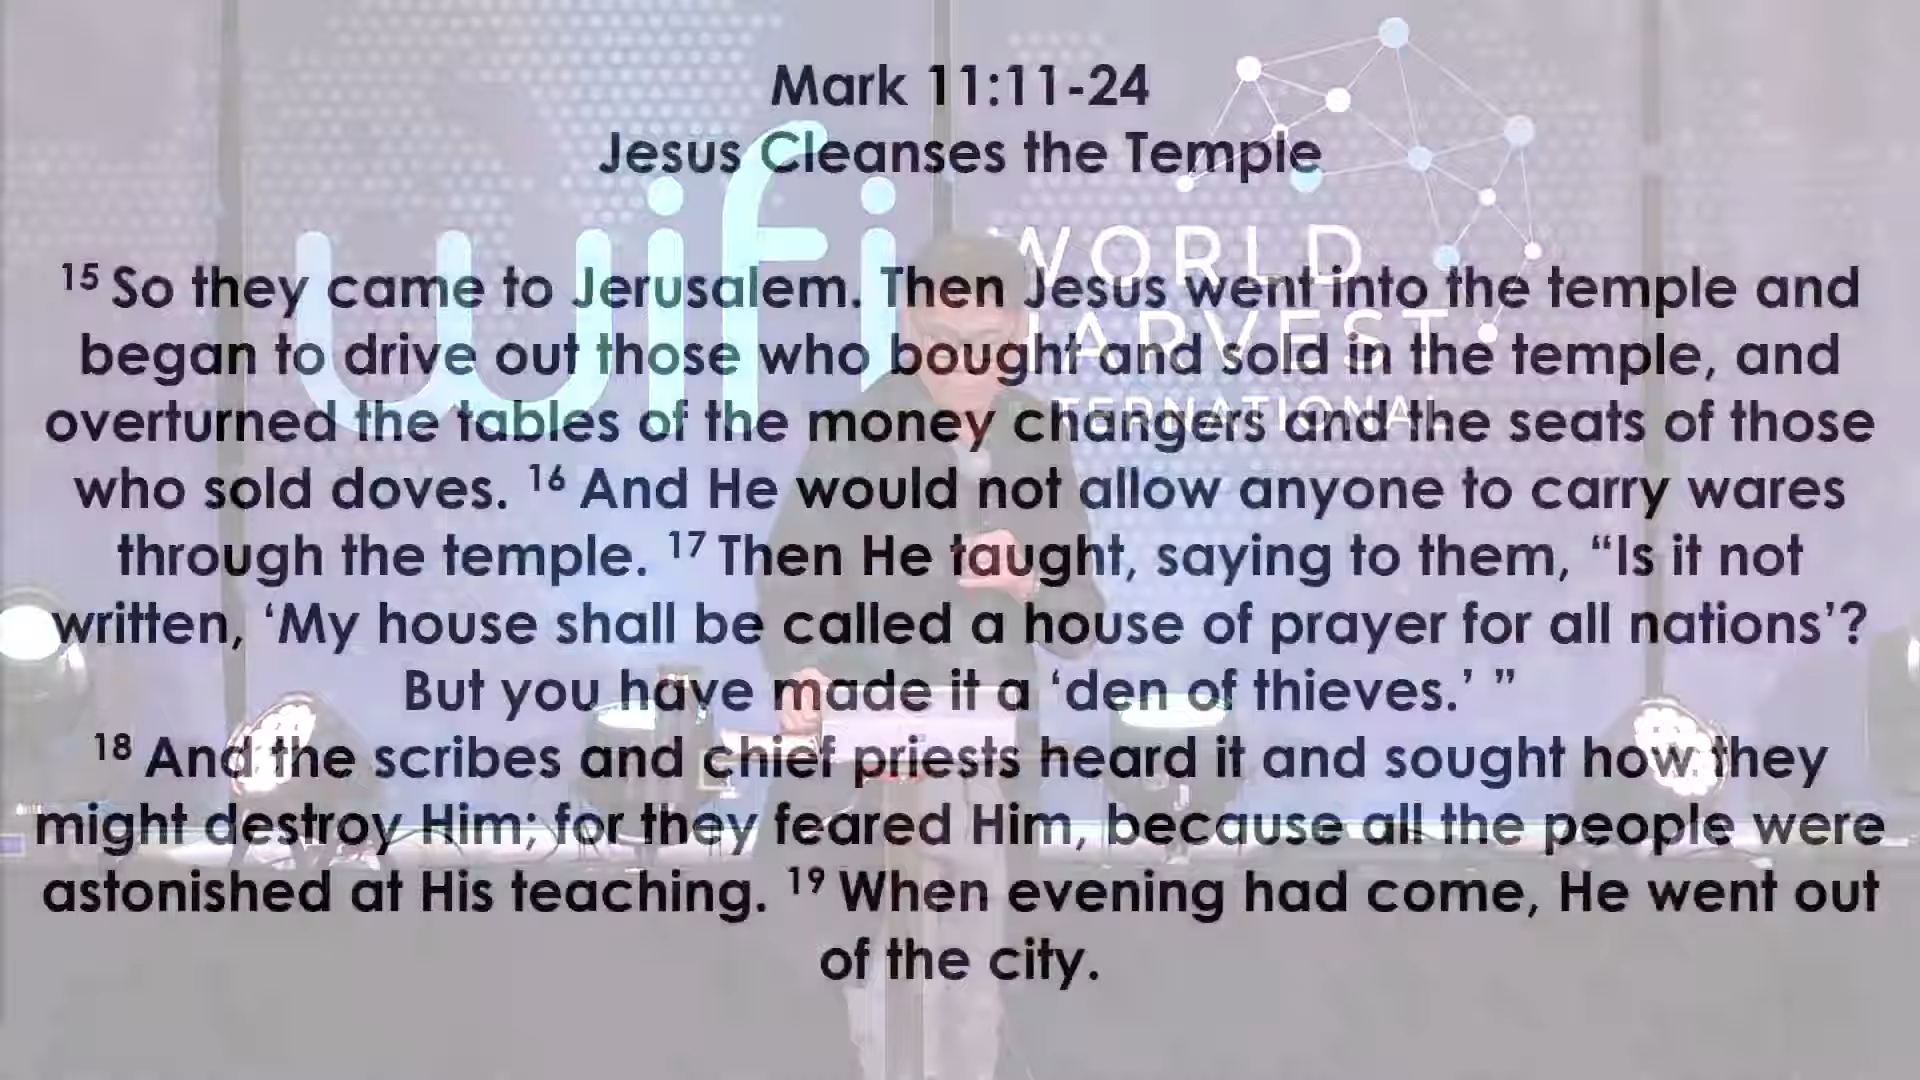 Mark 11:11-24
Jesus Cleanses the Temple
wifi
WORLD
HARVEST
INTERNATIONAL
15 So they came to Jerusalem. Then Jesus went into the temple and
began to drive out those who bought and sold in the temple, and
overturned the tables of the money changers and the seats of those
who sold doves. 16 And He would not allow anyone to carry wares
through the temple. 17 Then He taught, saying to them, “Is it not
written, ‘My house shall be called a house of prayer for all nations’?
But you have made it a ‘den of thieves.’ ”
18 And the scribes and chief priests heard it and sought how they
might destroy Him; for they feared Him, because all the people were
astonished at His teaching. 19 When evening had come, He went out
of the city.